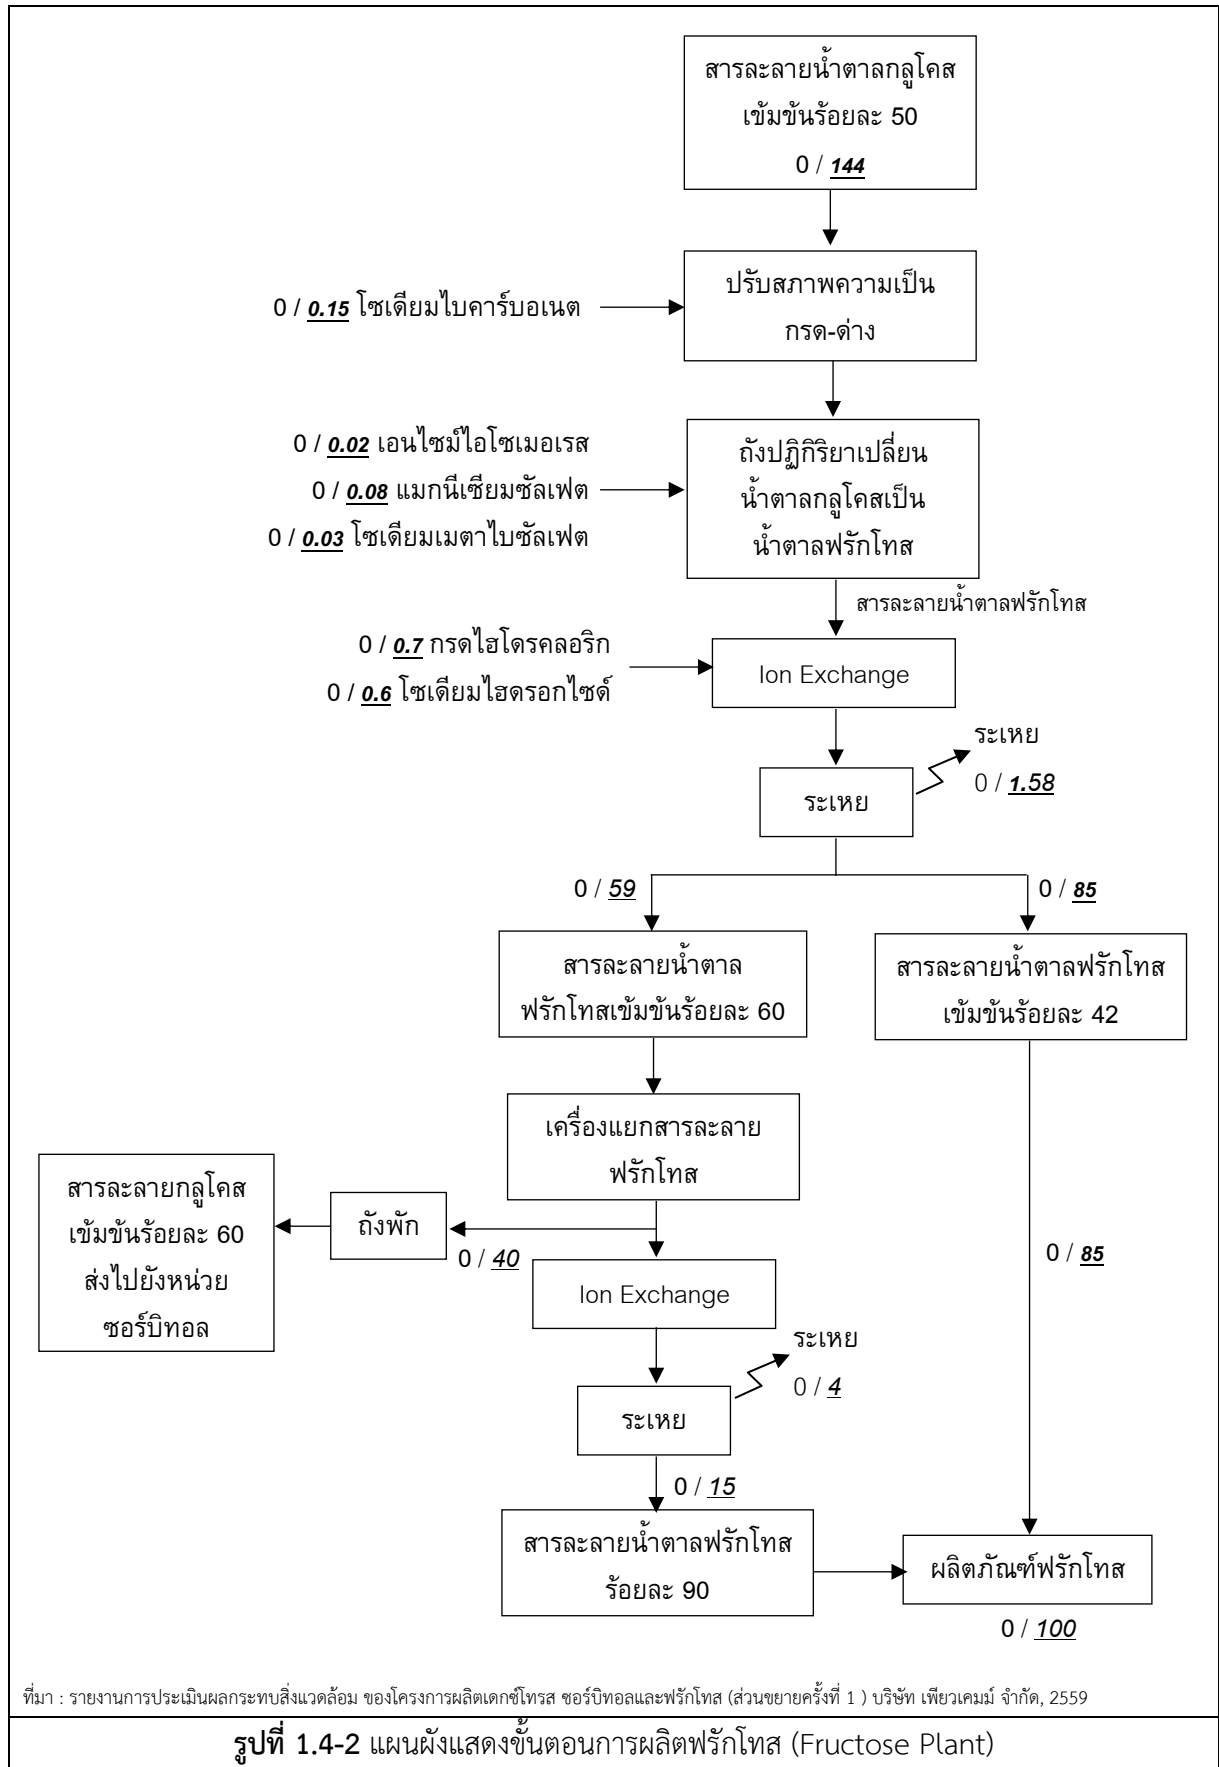 สารละลายน้ำตาลกลูโคส
เข้มข้นร้อยละ 50
0 / 144
ปรับสภาพความเป็น
กรด-ด่าง
0 / 0.15 โซเดียมไบคาร์บอเนต
0 / 0.02 เอนไซม์ไอโซเมอเรส
0 / 0.08 แมกนีเซียมซัลเฟต
0 / 0.03 โซเดียมเมตาไบซัลเฟต
ถังปฏิกิริยาเปลี่ยน
น้ำตาลกลูโคสเป็น
น้ำตาลฟรักโทส
สารละลายน้ำตาลฟรักโทส
0 / 0.7 กรดไฮโดรคลอริก
0 / 0.6 โซเดียมไฮดรอกไซด์
Ion Exchange
ระเหย
0 / 1.58
ระเหย
0 / 59
0 / 85
สารละลายน้ำตาล
ฟรักโทสเข้มข้นร้อยละ 60
สารละลายน้ำตาลฟรักโทส
เข้มข้นร้อยละ 42
เครื่องแยกสารละลาย
ฟรักโทส
สารละลายกลูโคส
เข้มข้นร้อยละ 60
ส่งไปยังหน่วย
ซอร์บิทอล
ถังพัก
0 / 40
0 / 85
Ion Exchange
ระเหย
0 / 4
ระเหย
0 / 15
สารละลายน้ำตาลฟรักโทส
ร้อยละ 90
ผลิตภัณฑ์ฟรักโทส
0 / 100
ที่มา : รายงานการประเมินผลกระทบสิ่งแวดล้อม ของโครงการผลิตเดกซ์โทรส ซอร์บิทอลและฟรักโทส (ส่วนขยายครั้งที่ 1 ) บริษัท เพียวเคมม์ จำกัด, 2559
รูปที่ 1.4-2 แผนผังแสดงขั้นตอนการผลิตฟรักโทส (Fructose Plant)